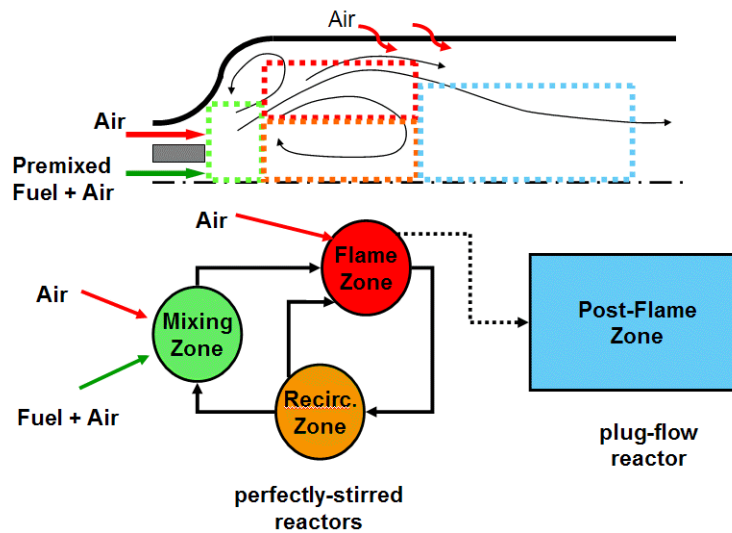 Air
Air
Premixed
Fuel + Air
Air
Flame
Zone
Air
Mixing
Zone
Post-Flame
Zone
Fuel + Air
Recirc.
Zone
plug-flow
reactor
perfectly-stirred
reactors